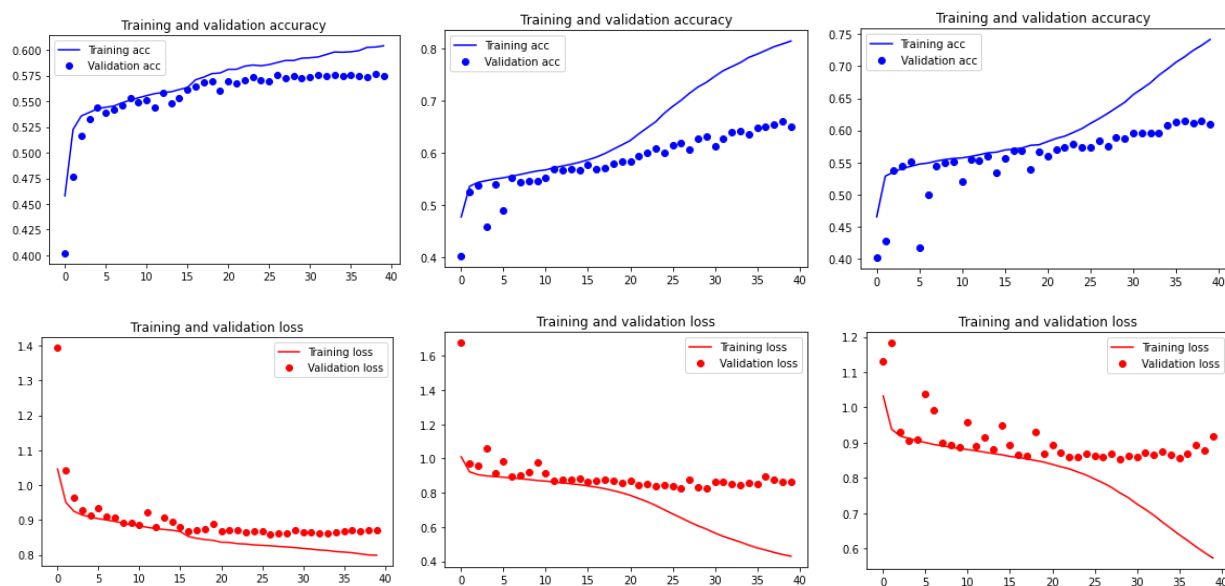 Training and validation accuracy
Training acc
Validation acc
0.600
0.575
0.550
0.525
0.500
0.475
0.450
0.425
0.400
0 5 10 15 20 25 30 35 40
Training and validation accuracy
Training acc
Validation acc
0.8
0.7
0.6
0.5
0.4
0 5 10 15 20 25 30 35 40
Training and validation accuracy
Training acc
Validation acc
0.75
0.70
0.65
0.60
0.55
0.50
0.45
0.40
0 5 10 15 20 25 30 35 40
Training and validation loss
Training loss
Validation loss
1.4
1.3
1.2
1.1
1.0
0.9
0.8
0 5 10 15 20 25 30 35 40
Training and validation loss
Training loss
Validation loss
1.6
1.4
1.2
1.0
0.8
0.6
0.4
0 5 10 15 20 25 30 35 40
Training and validation loss
Training loss
Validation loss
1.2
1.1
1.0
0.9
0.8
0.7
0.6
0 5 10 15 20 25 30 35 40